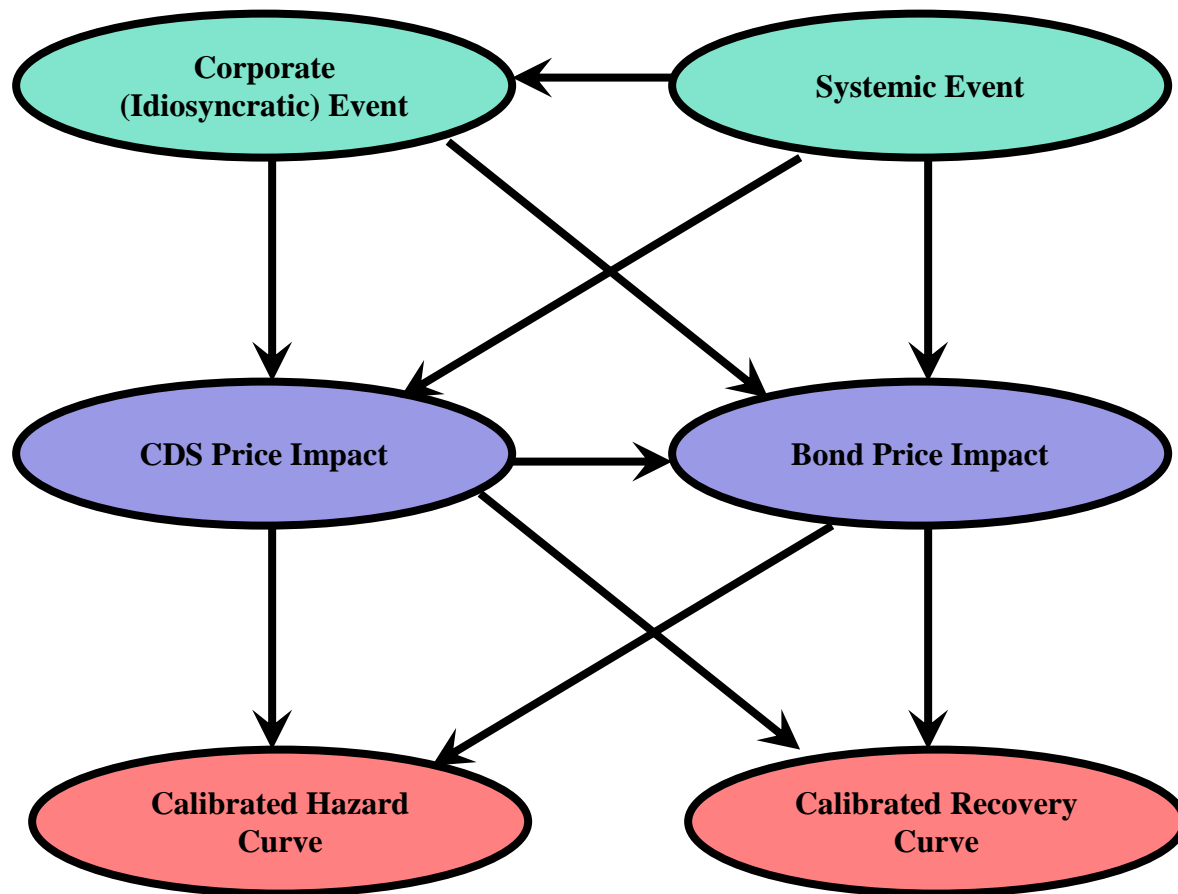 Corporate
(Idiosyncratic) Event
Systemic Event
CDS Price Impact
Bond Price Impact
Calibrated Hazard
Curve
Calibrated Recovery
Curve